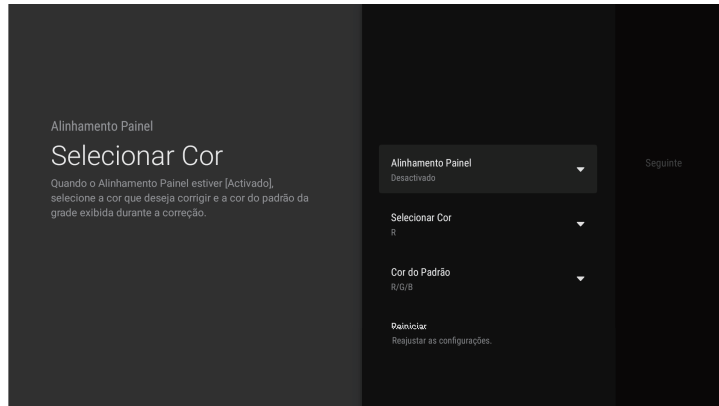 Alinhamento Painel
Selecionar Cor
Quando o Alinhamento Painel estiver [Activado],
selecione a cor que deseja corrigir e a cor do padrão da
grade exibida durante a correção.
Alinhamento Painel
Desactivado
Selecionar Cor
R
Cor do Padrão
R/G/B
Reiniciar
Reajustar as configurações.
Seguinte